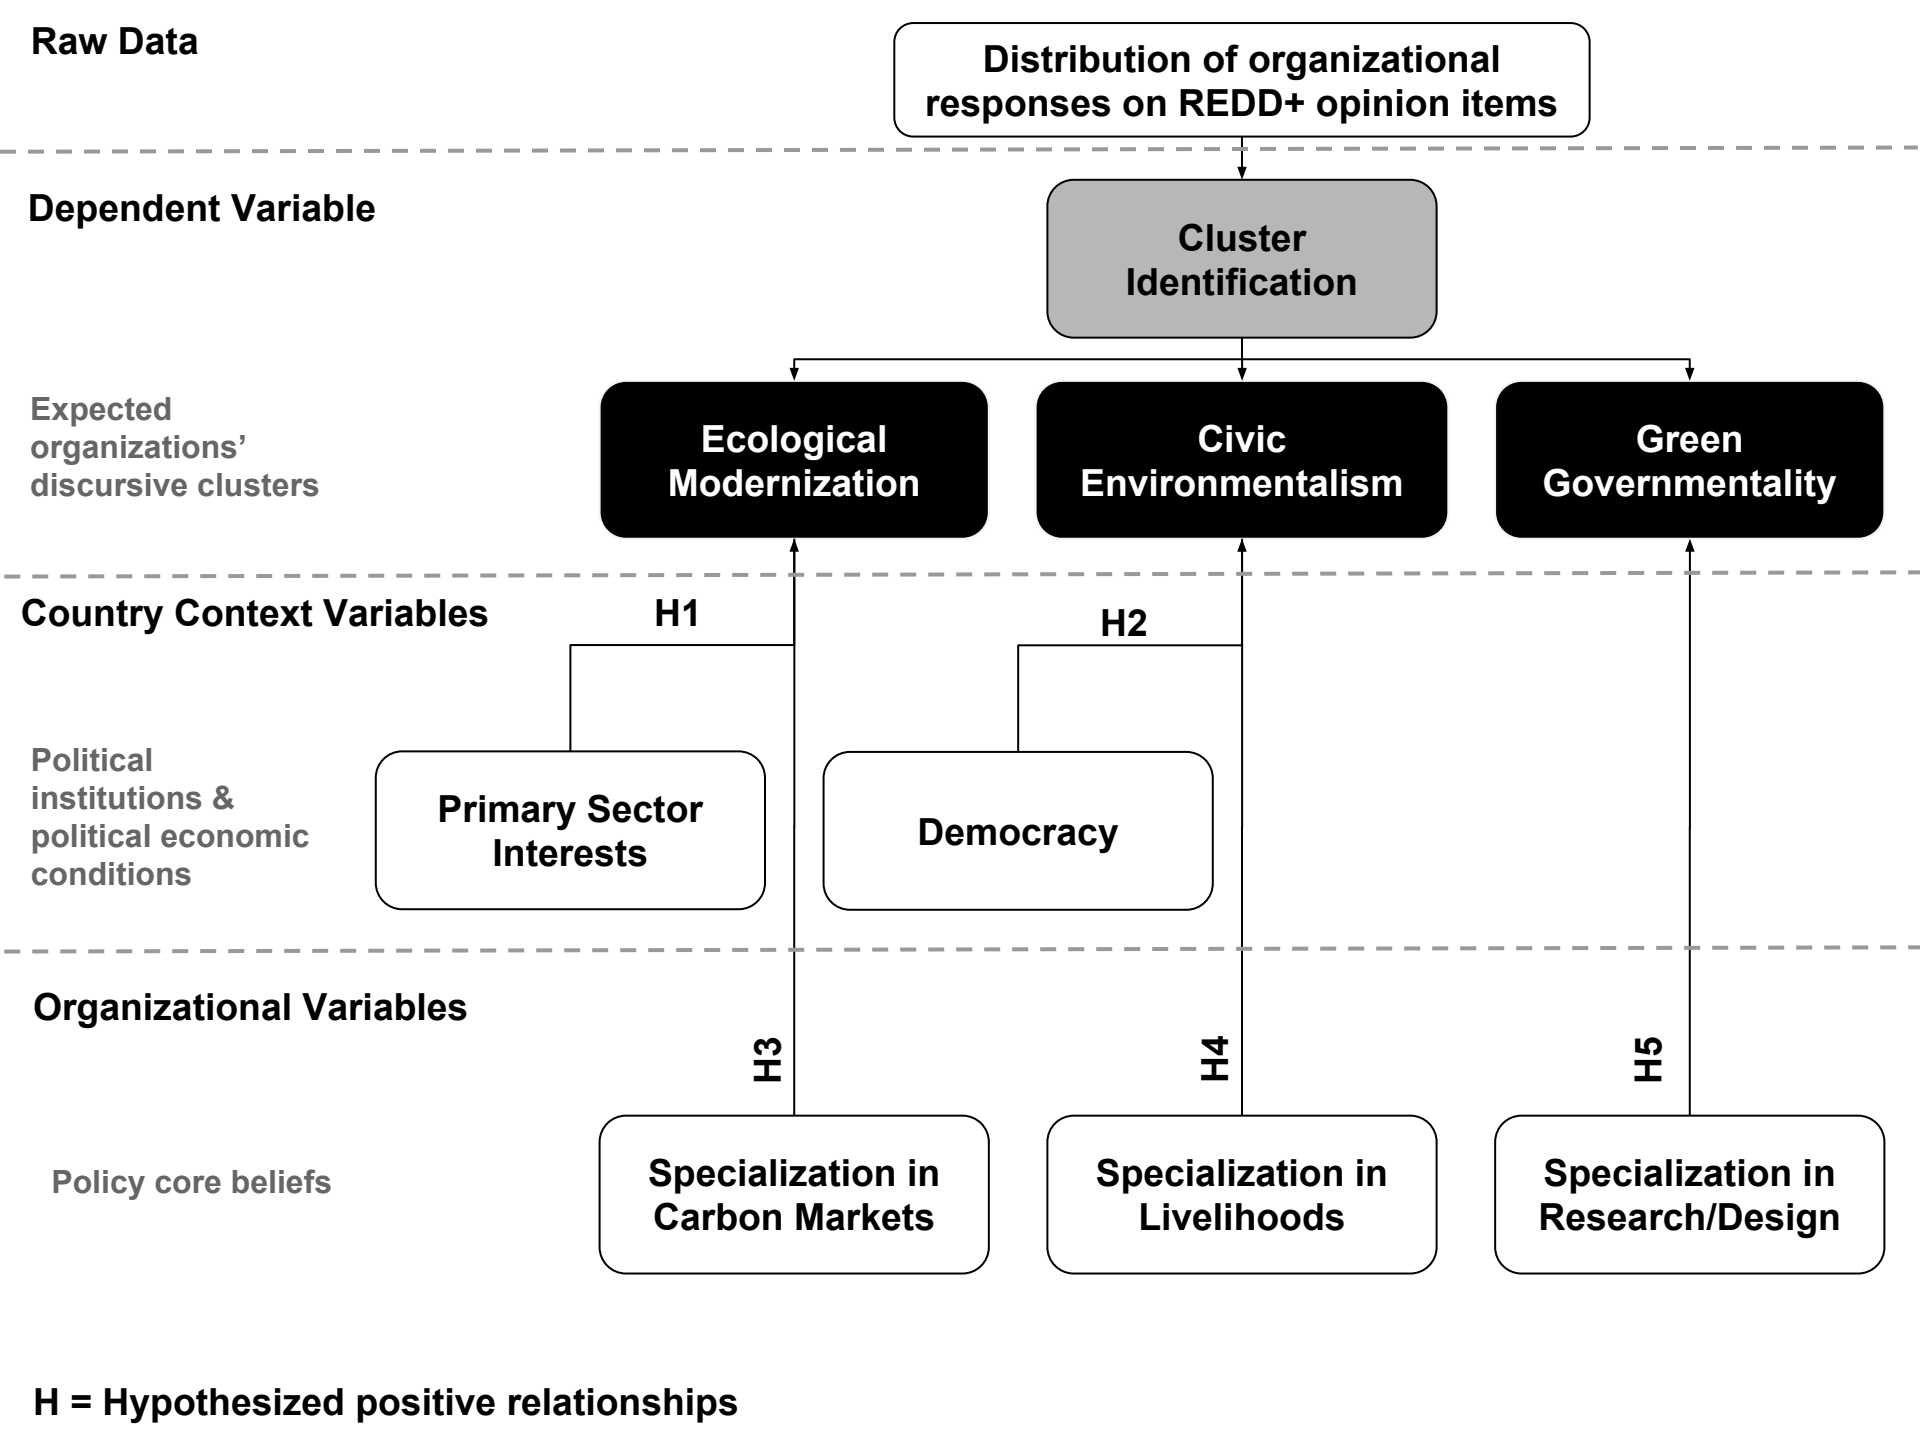 Raw Data
Distribution of organizational
responses on REDD+ opinion items
Dependent Variable
Cluster
Identification
Expected
organizations’
discursive clusters
Ecological
Modernization
Civic
Environmentalism
Green
Governmentality
Country Context Variables
H1
H2
Political
institutions &
political economic
conditions
Primary Sector
Interests
Democracy
Organizational Variables
H3
H4
H5
Policy core beliefs
Specialization in
Carbon Markets
Specialization in
Livelihoods
Specialization in
Research/Design
H = Hypothesized positive relationships